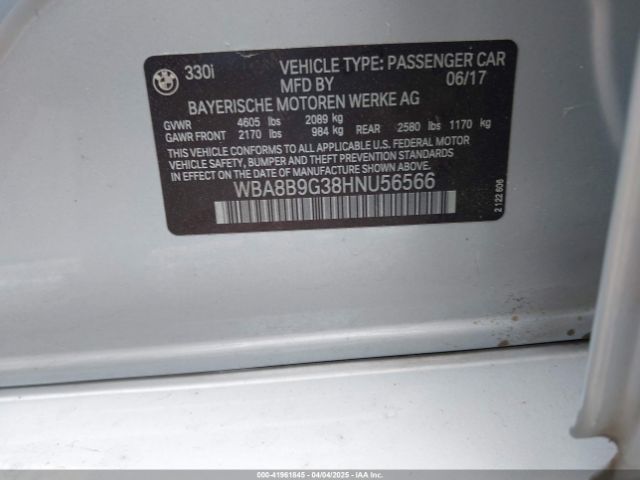 330i VEHICLE TYPE: PASSENGER CAR
MFD BY 06/17
BAYERISCHE MOTOREN WERKE AG
GVWR 4605 lbs 2089 kg
GAWR FRONT 2170 lbs 984 kg REAR 2580 lbs 1170 kg
THIS VEHICLE CONFORMS TO ALL APPLICABLE U.S. FEDERAL MOTOR
VEHICLE SAFETY, BUMPER AND THEFT PREVENTION STANDARDS
IN EFFECT ON THE DATE OF MANUFACTURE SHOWN ABOVE.
WBA8B9G38HNU56566
2 122 606
000-41961845 04/04/2025 IAA, Inc.